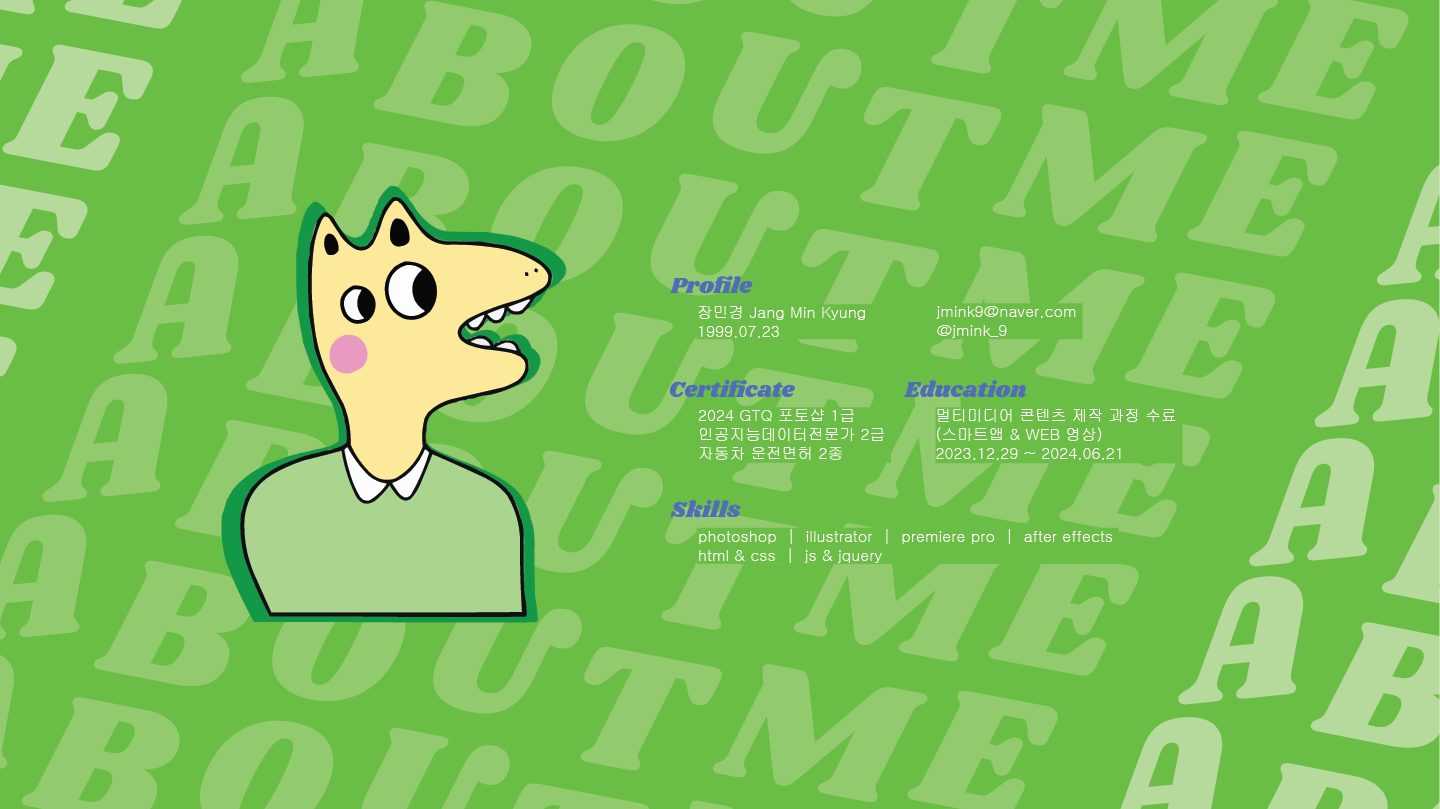 ABOUT ME
Profile
장민경 Jang Min Kyung
1999.07.23
jmink9@naver.com
@jmink_9
Certificate
2024 GTQ 포토샵 1급
인공지능데이터전문가 2급
자동차 운전면허 2종
Education
멀티미디어 콘텐츠 제작 과정 수료
(스마트앱 & WEB 영상)
2023.12.29 ~ 2024.06.21
Skills
photoshop | illustrator | premiere pro | after effects
html & css | js & jquery